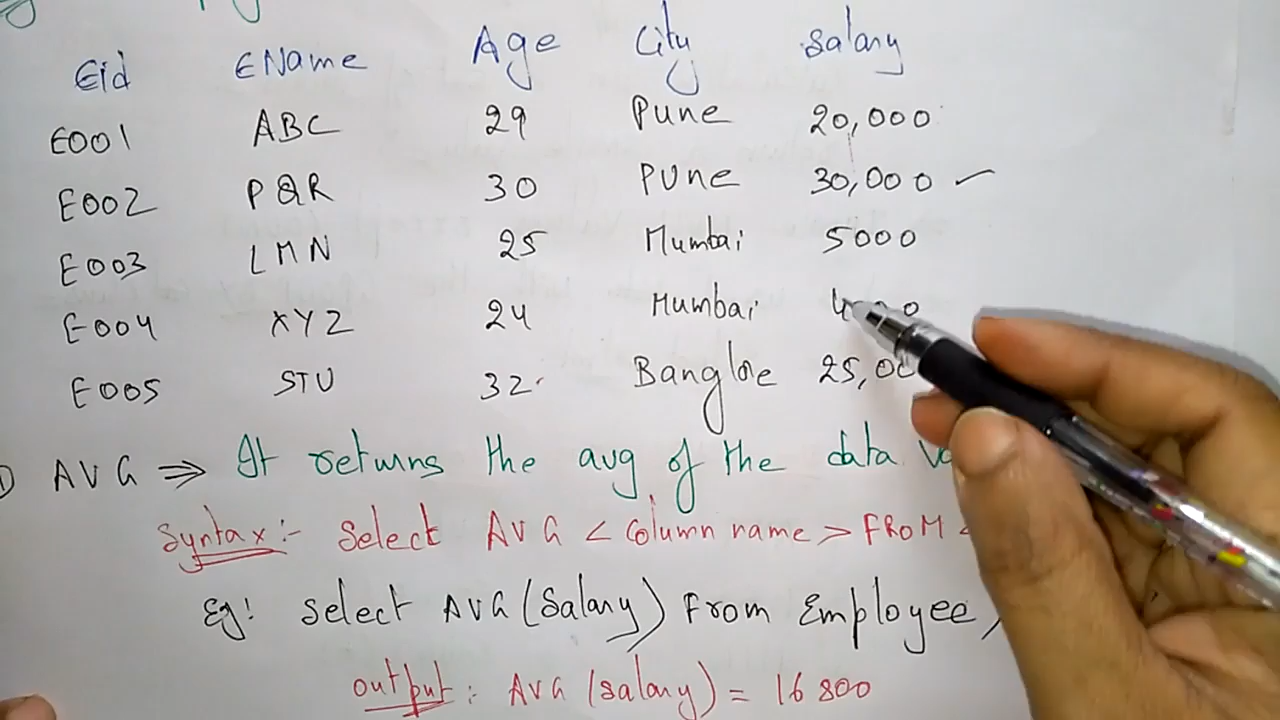 Eid EName Age City Salary
E001 ABC 29 Pune 20,000
E002 PQR 30 Pune 30,000
E003 LMN 25 Mumbai 5000
E004 XYZ 24 Mumbai
E005 STU 32 Banglore
AVG ⇒ It returns the avg of the data
Syntax:- Select AVG <Column name> FROM <
Eg: Select AVG(Salary) From Employee;
output: AVG (salary) = 16800